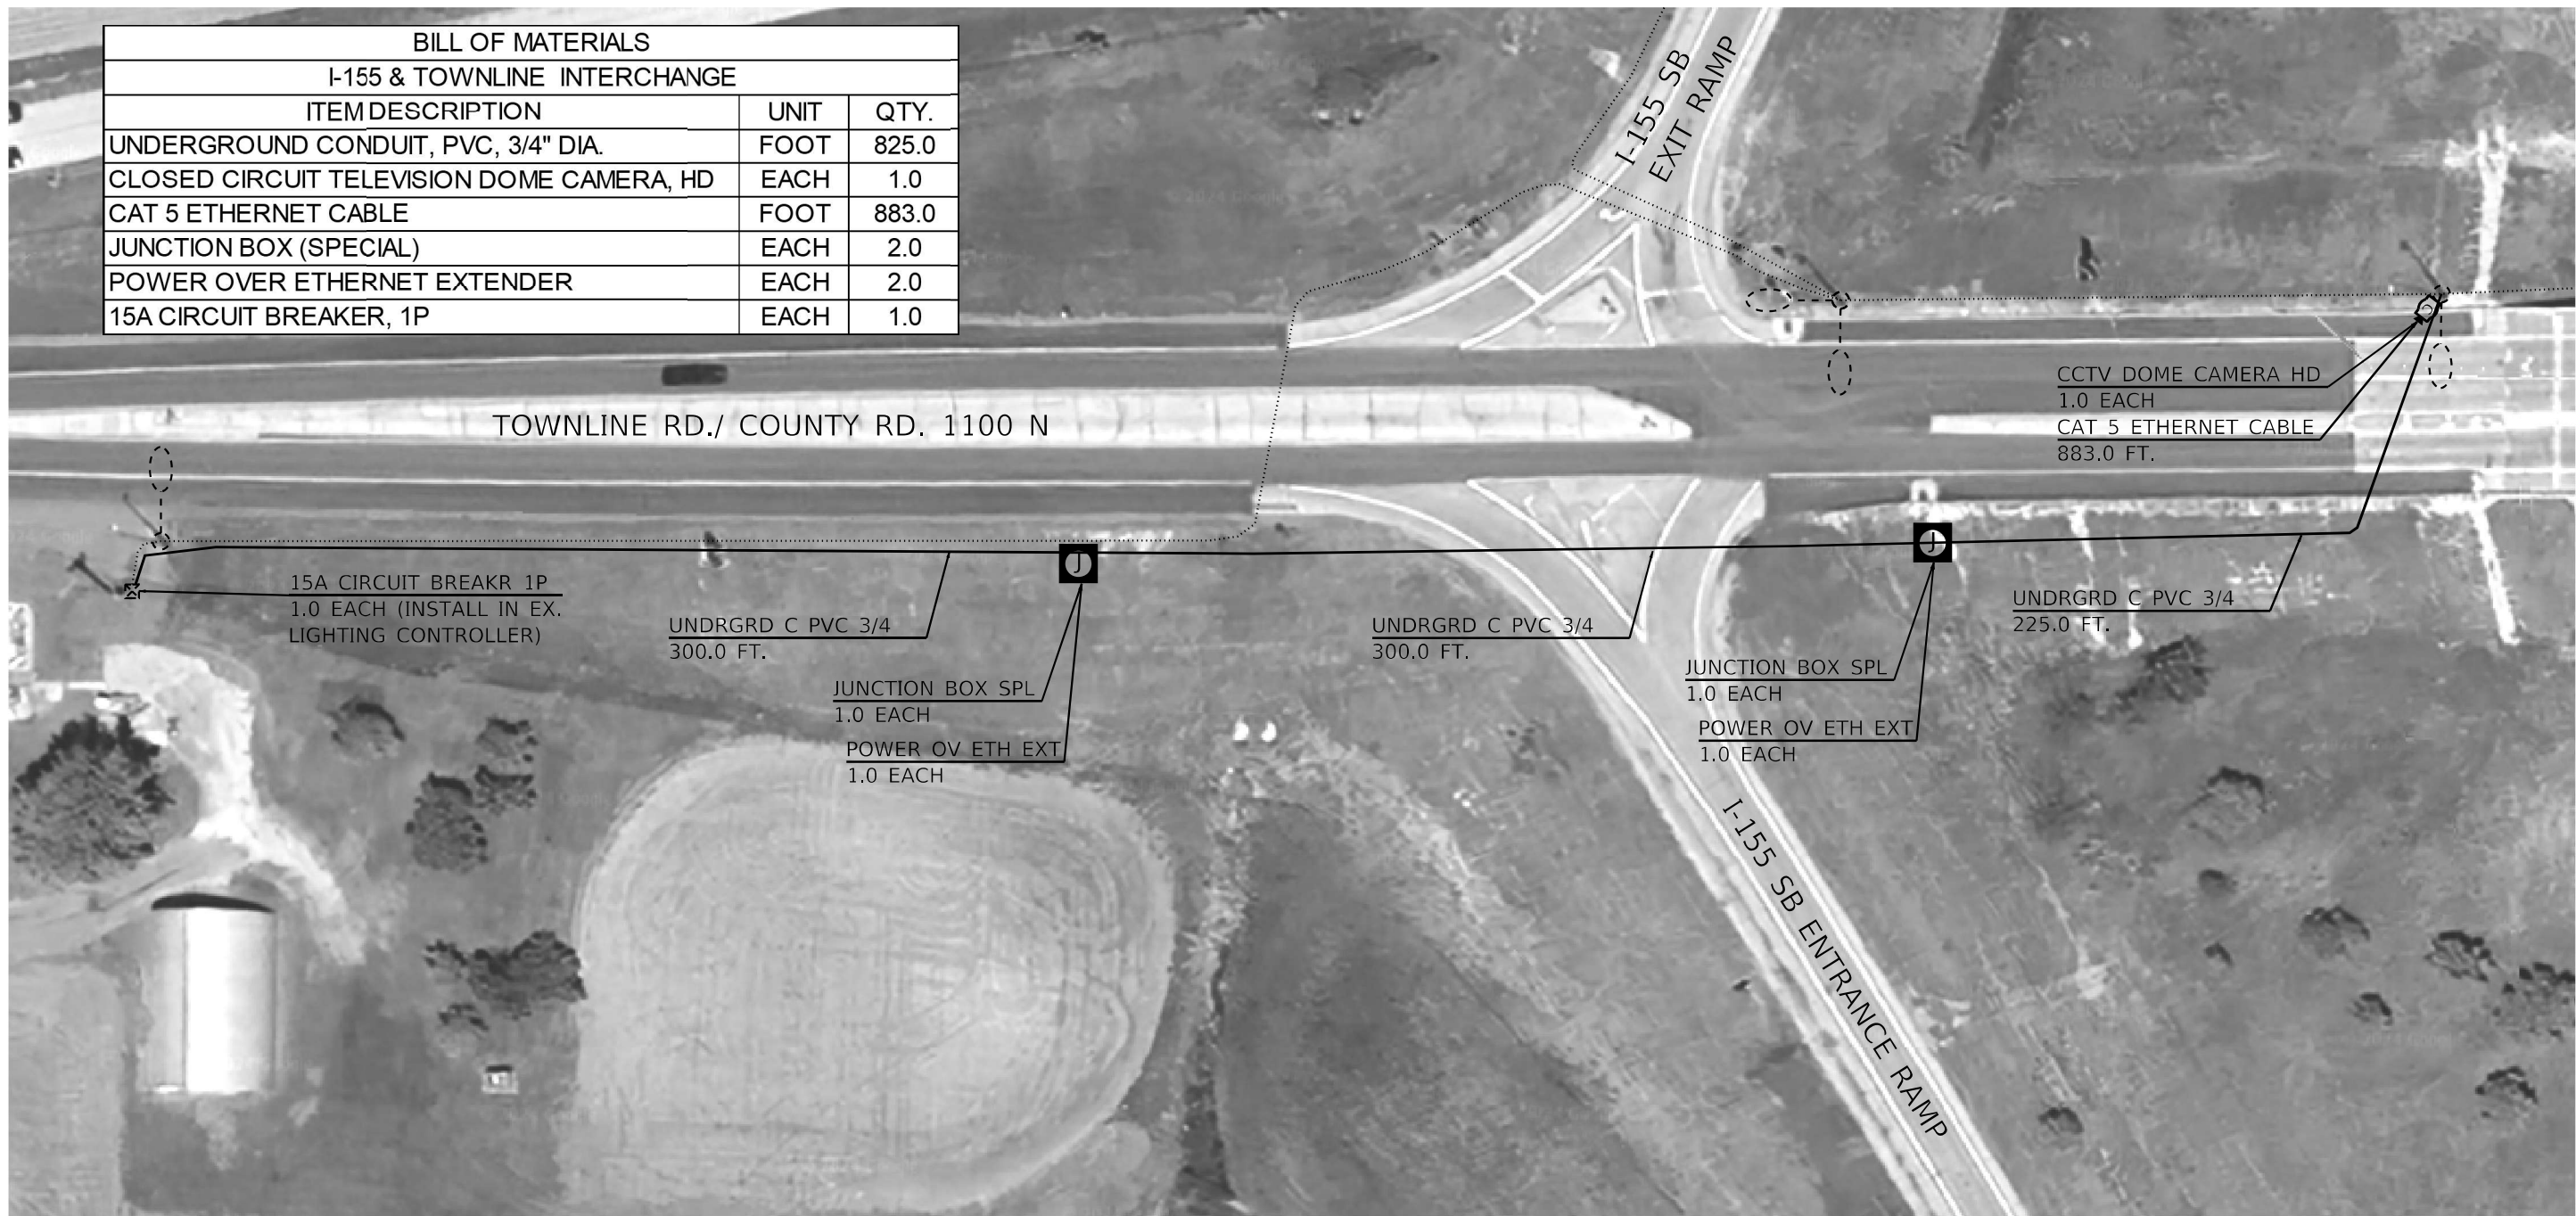 BILL OF MATERIALS
I-155 & TOWNLINE INTERCHANGE
ITEM DESCRIPTION UNIT QTY.
UNDERGROUND CONDUIT, PVC, 3/4" DIA. FOOT 825.0
CLOSED CIRCUIT TELEVISION DOME CAMERA, HD EACH 1.0
CAT 5 ETHERNET CABLE FOOT 883.0
JUNCTION BOX (SPECIAL) EACH 2.0
POWER OVER ETHERNET EXTENDER EACH 2.0
15A CIRCUIT BREAKER, 1P EACH 1.0
I-155 SB
EXIT RAMP
CCTV DOME CAMERA HD
1.0 EACH
CAT 5 ETHERNET CABLE
883.0 FT.
TOWNLINE RD./ COUNTY RD. 1100 N
15A CIRCUIT BREAKR 1P
1.0 EACH (INSTALL IN EX.
LIGHTING CONTROLLER)
UNDRGRD C PVC 3/4
300.0 FT.
J
JUNCTION BOX SPL
1.0 EACH
POWER OV ETH EXT
1.0 EACH
UNDRGRD C PVC 3/4
300.0 FT.
J
JUNCTION BOX SPL
1.0 EACH
POWER OV ETH EXT
1.0 EACH
UNDRGRD C PVC 3/4
225.0 FT.
I-155 SB ENTRANCE RAMP